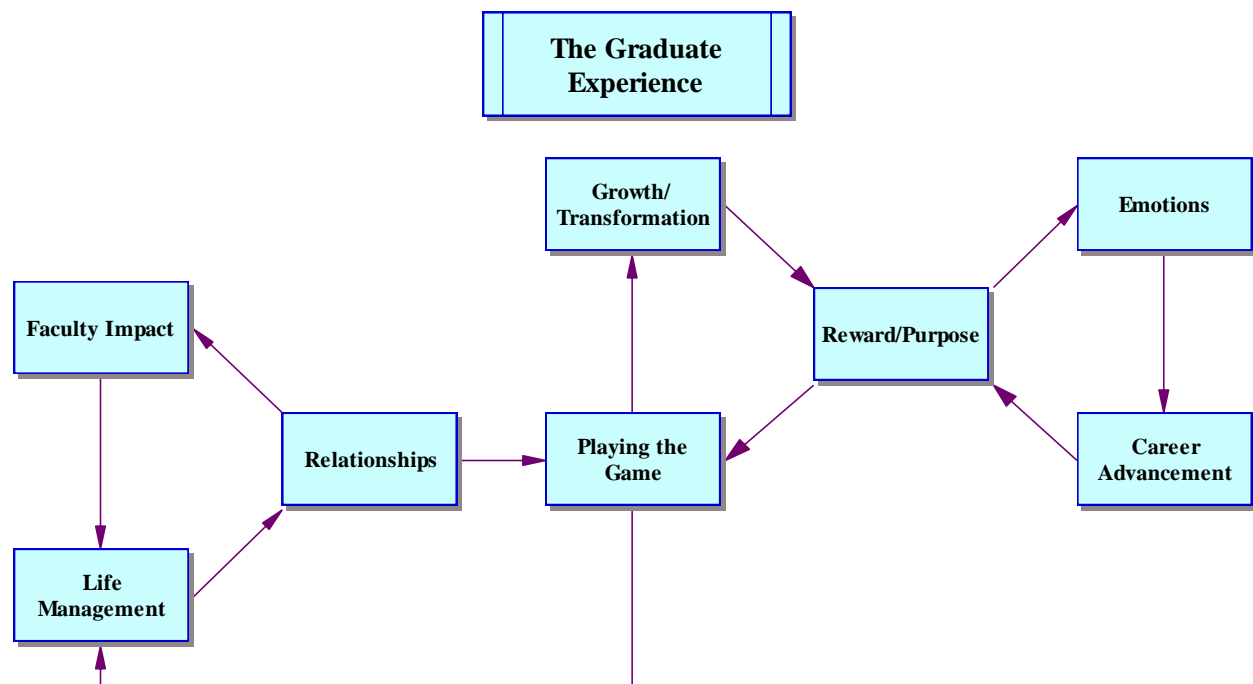 The Graduate
Experience
Growth/
Transformation
Emotions
Faculty Impact
Reward/Purpose
Relationships
Playing the
Game
Career
Advancement
Life
Management